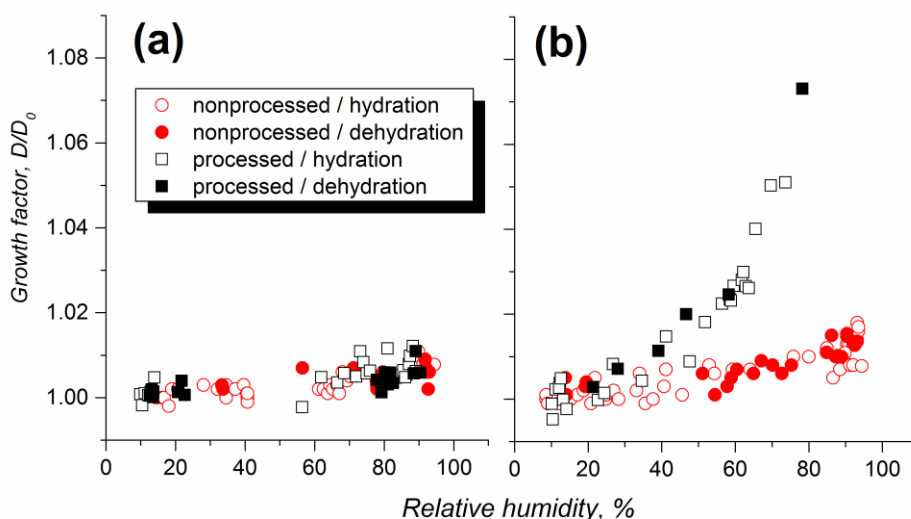 (a)
(b)
1.08
1.06
1.04
1.02
1.00
Growth factor, D/D0
nonprocessed / hydration
nonprocessed / dehydration
processed / hydration
processed / dehydration
0 20 40 60 80 100
0 20 40 60 80 100
Relative humidity, %